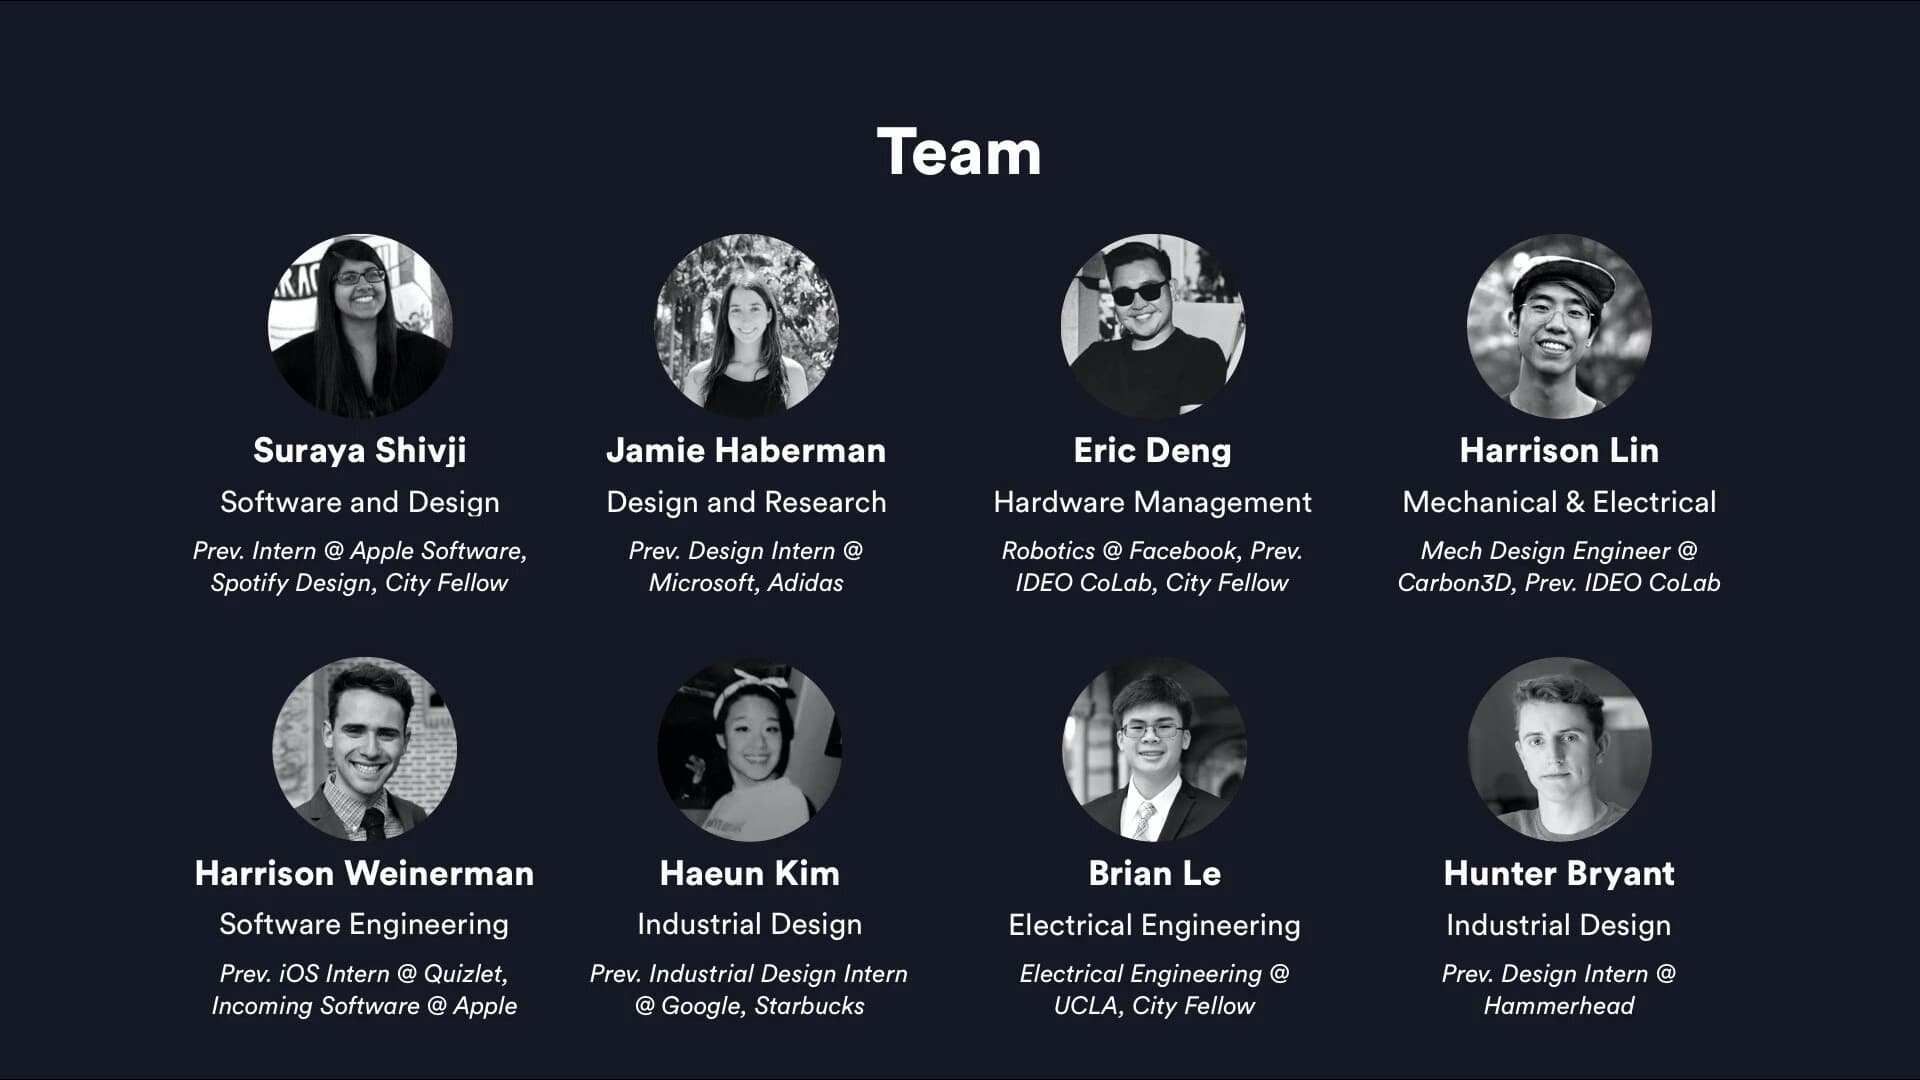 Team
Suraya Shivji
Software and Design
Prev. Intern @ Apple Software,
Spotify Design, City Fellow
Jamie Haberman
Design and Research
Prev. Design Intern @
Microsoft, Adidas
Eric Deng
Hardware Management
Robotics @ Facebook, Prev.
IDEO CoLab, City Fellow
Harrison Lin
Mechanical & Electrical
Mech Design Engineer @
Carbon3D, Prev. IDEO CoLab
Harrison Weinerman
Software Engineering
Prev. iOS Intern @ Quizlet,
Incoming Software @ Apple
Haeun Kim
Industrial Design
Prev. Industrial Design Intern
@ Google, Starbucks
Brian Le
Electrical Engineering
Electrical Engineering @
UCLA, City Fellow
Hunter Bryant
Industrial Design
Prev. Design Intern @
Hammerhead